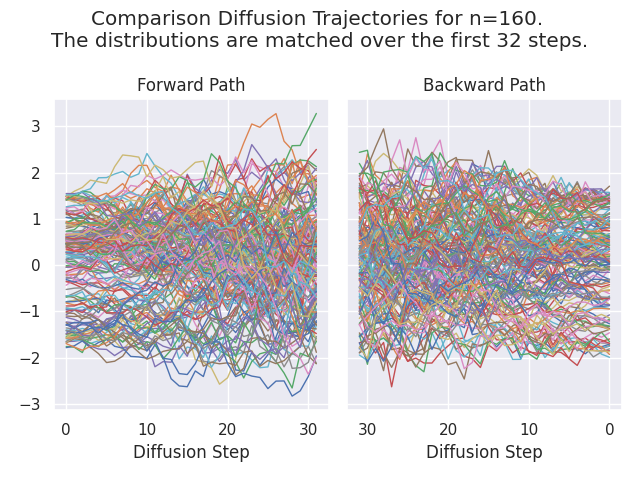 Comparison Diffusion Trajectories for n=160.
The distributions are matched over the first 32 steps.
Forward Path
Backward Path
3
2
1
0
−1
−2
−3
0
10
20
30
30
20
10
0
Diffusion Step
Diffusion Step